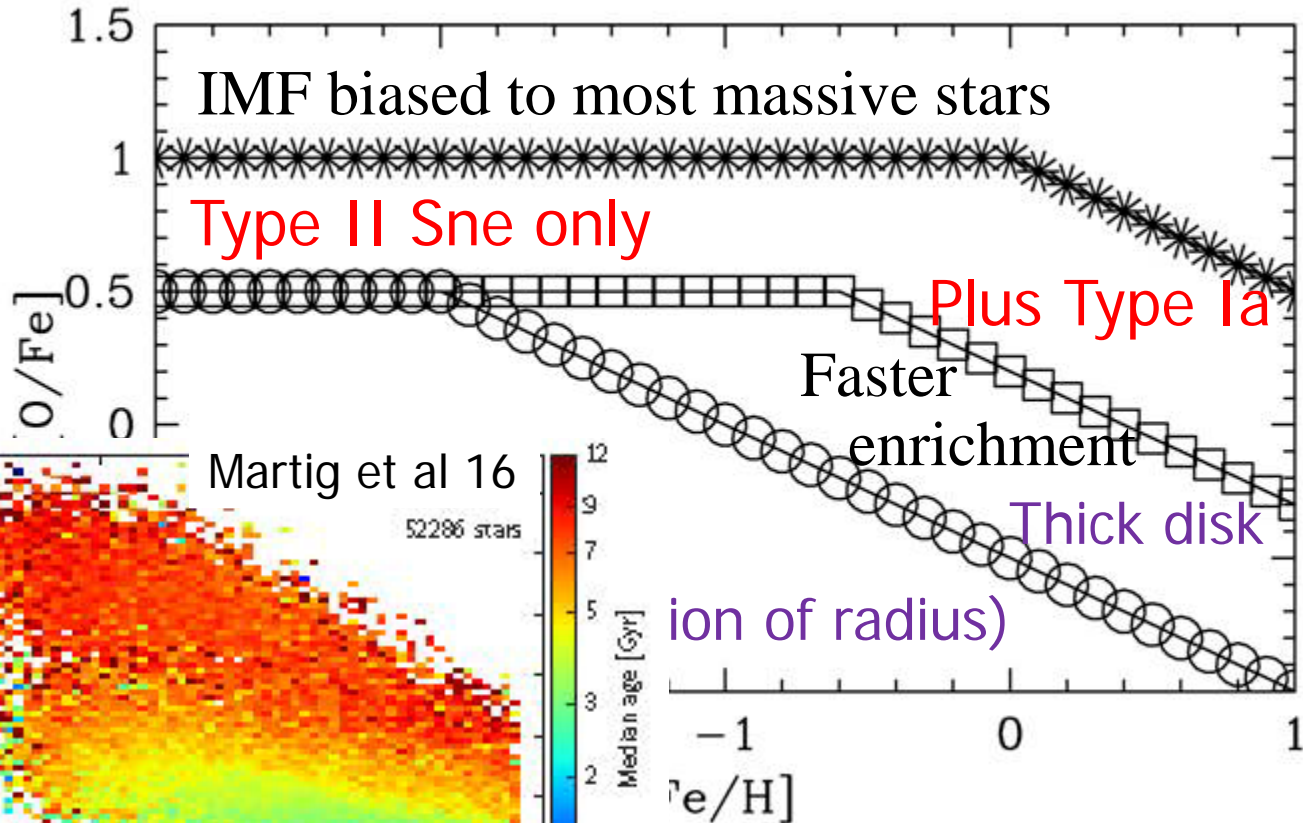 1.5
IMF biased to most massive stars
1
Type II Sne only
0.5
Plus Type Ia
Faster
enrichment
O/Fe]
0
Martig et al 16
52286 stars
12
9
7
5
3
2
Median age [Gyr]
Thick disk
ion of radius)
−1
0
1
Fe/H]